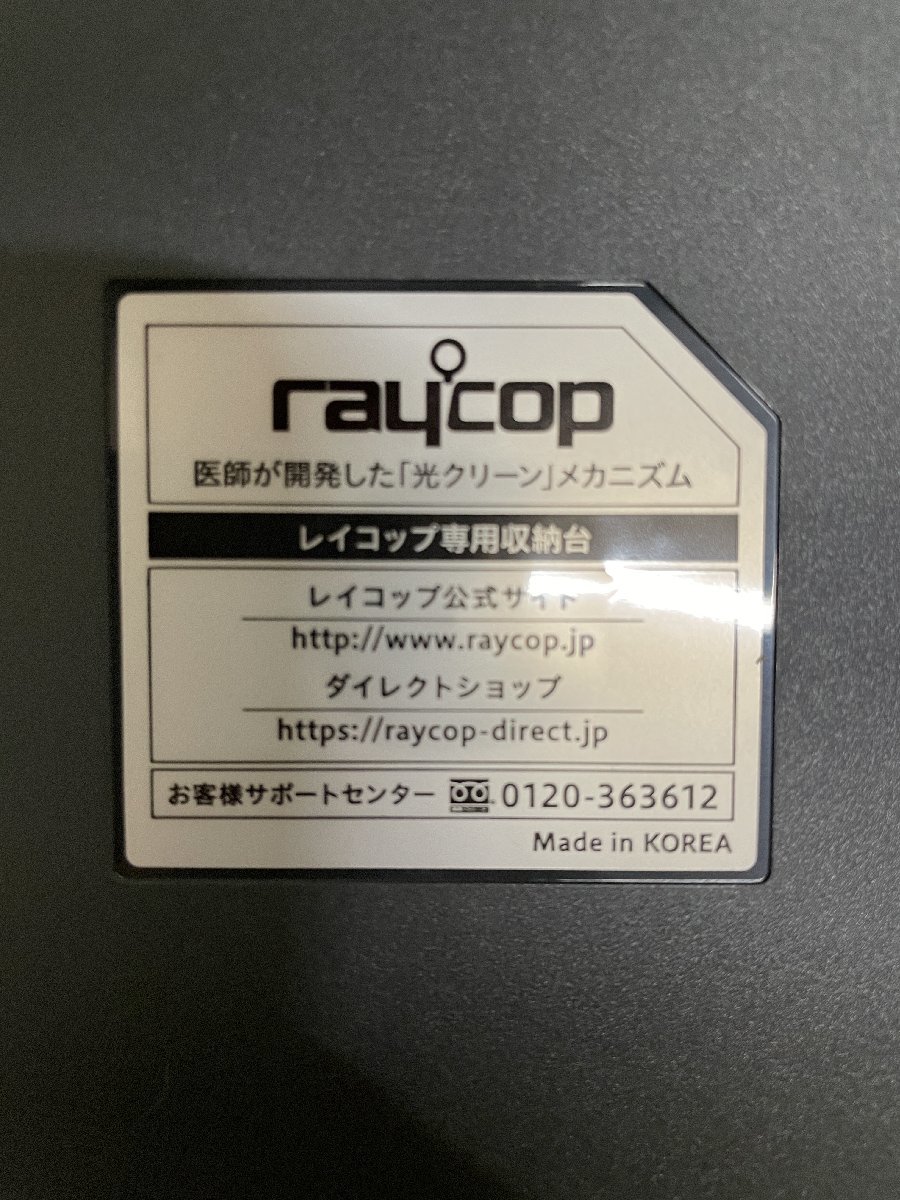 raycop
医師が開発した「光クリーン」メカニズム
レイコップ専用収納台
レイコップ公式サイト
http://www.raycop.jp
ダイレクトショップ
https://raycop-direct.jp
お客様サポートセンター 0120-363612
Made in KOREA